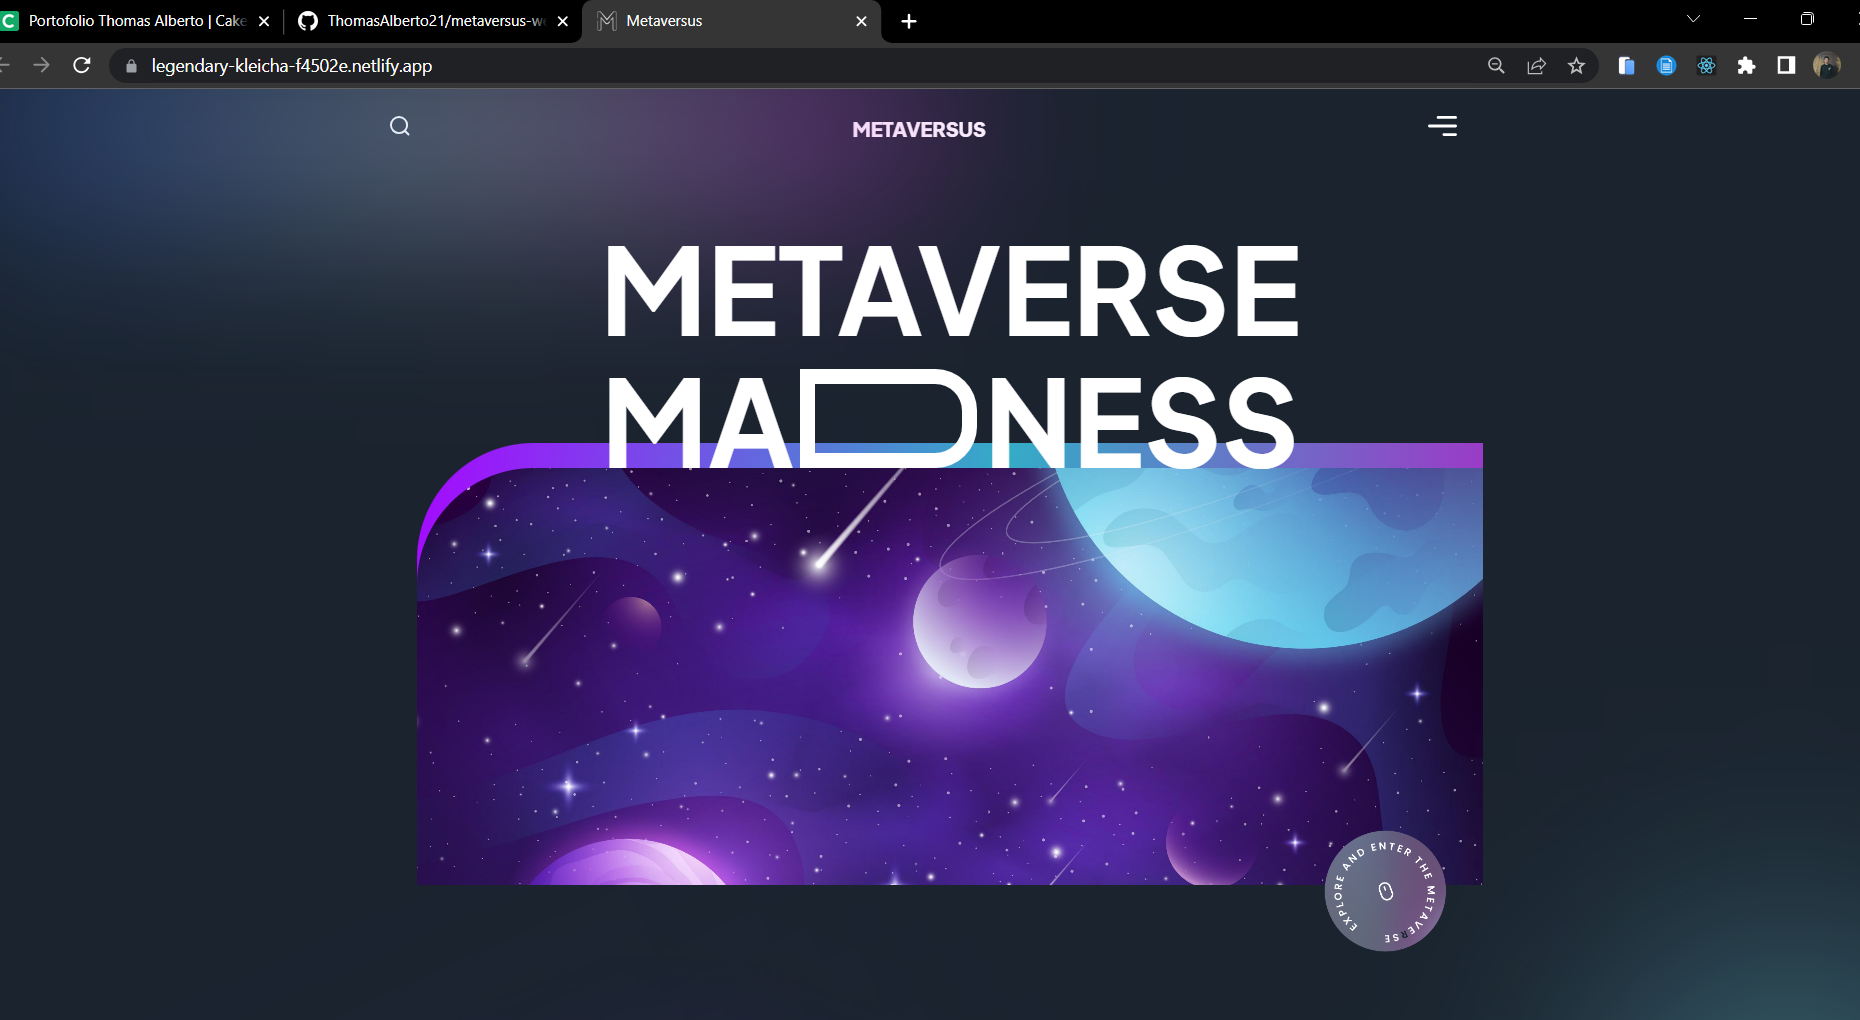 Portofolio Thomas Alberto | Cake
ThomasAlberto21/metaversus-we
Metaversus
legendary-kleicha-f4502e.netlify.app
METAVERSUS
METAVERSE
MADNESS
EXPLORE AND ENTER THE METAVERSE